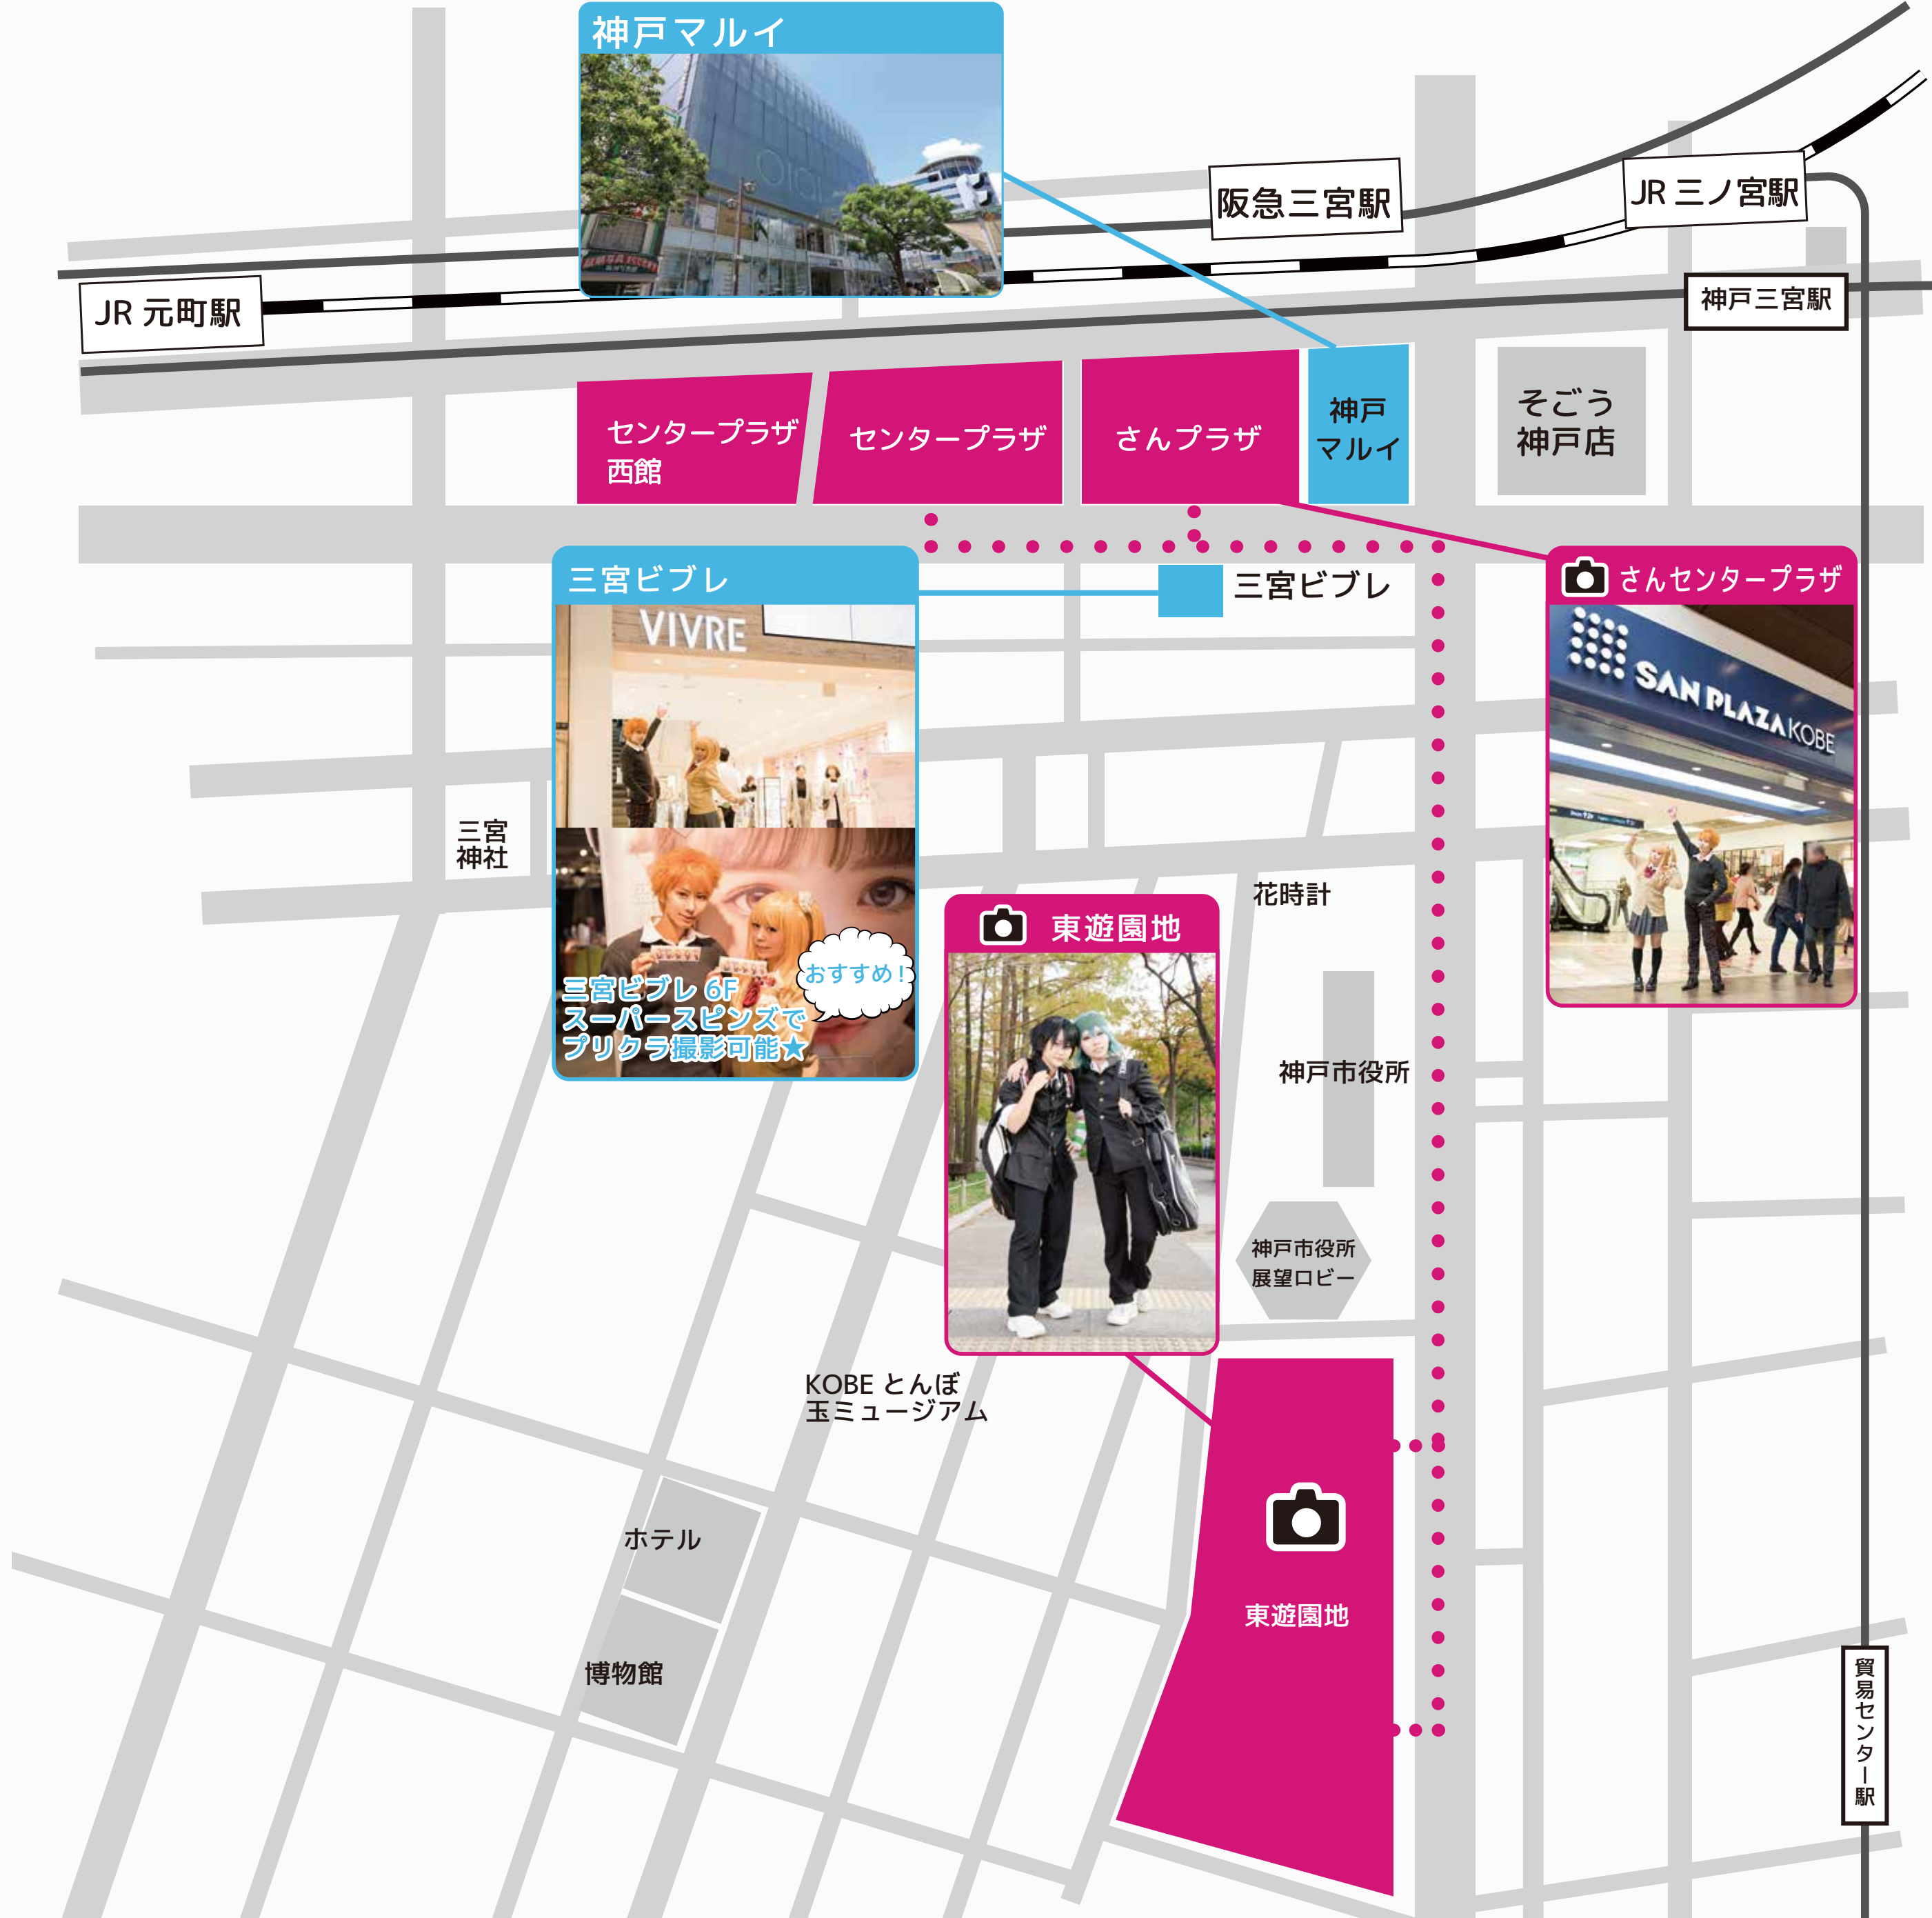 神戸マルイ
OIOI
阪急三宮駅
JR 三ノ宮駅
JR 元町駅
神戸三宮駅
センタープラザ
西館
センタープラザ
さんプラザ
神戸
マルイ
そごう
神戸店
三宮ビブレ
VIVRE
三宮ビブレ
さんセンタープラザ
SAN PLAZA KOBE
三宮
神社
おすすめ!
三宮ビブレ 6F
スーパースピンズで
プリクラ撮影可能★
東遊園地
花時計
神戸市役所
神戸市役所
展望ロビー
KOBE とんぼ
玉ミュージアム
ホテル
博物館
東遊園地
貿易センター駅